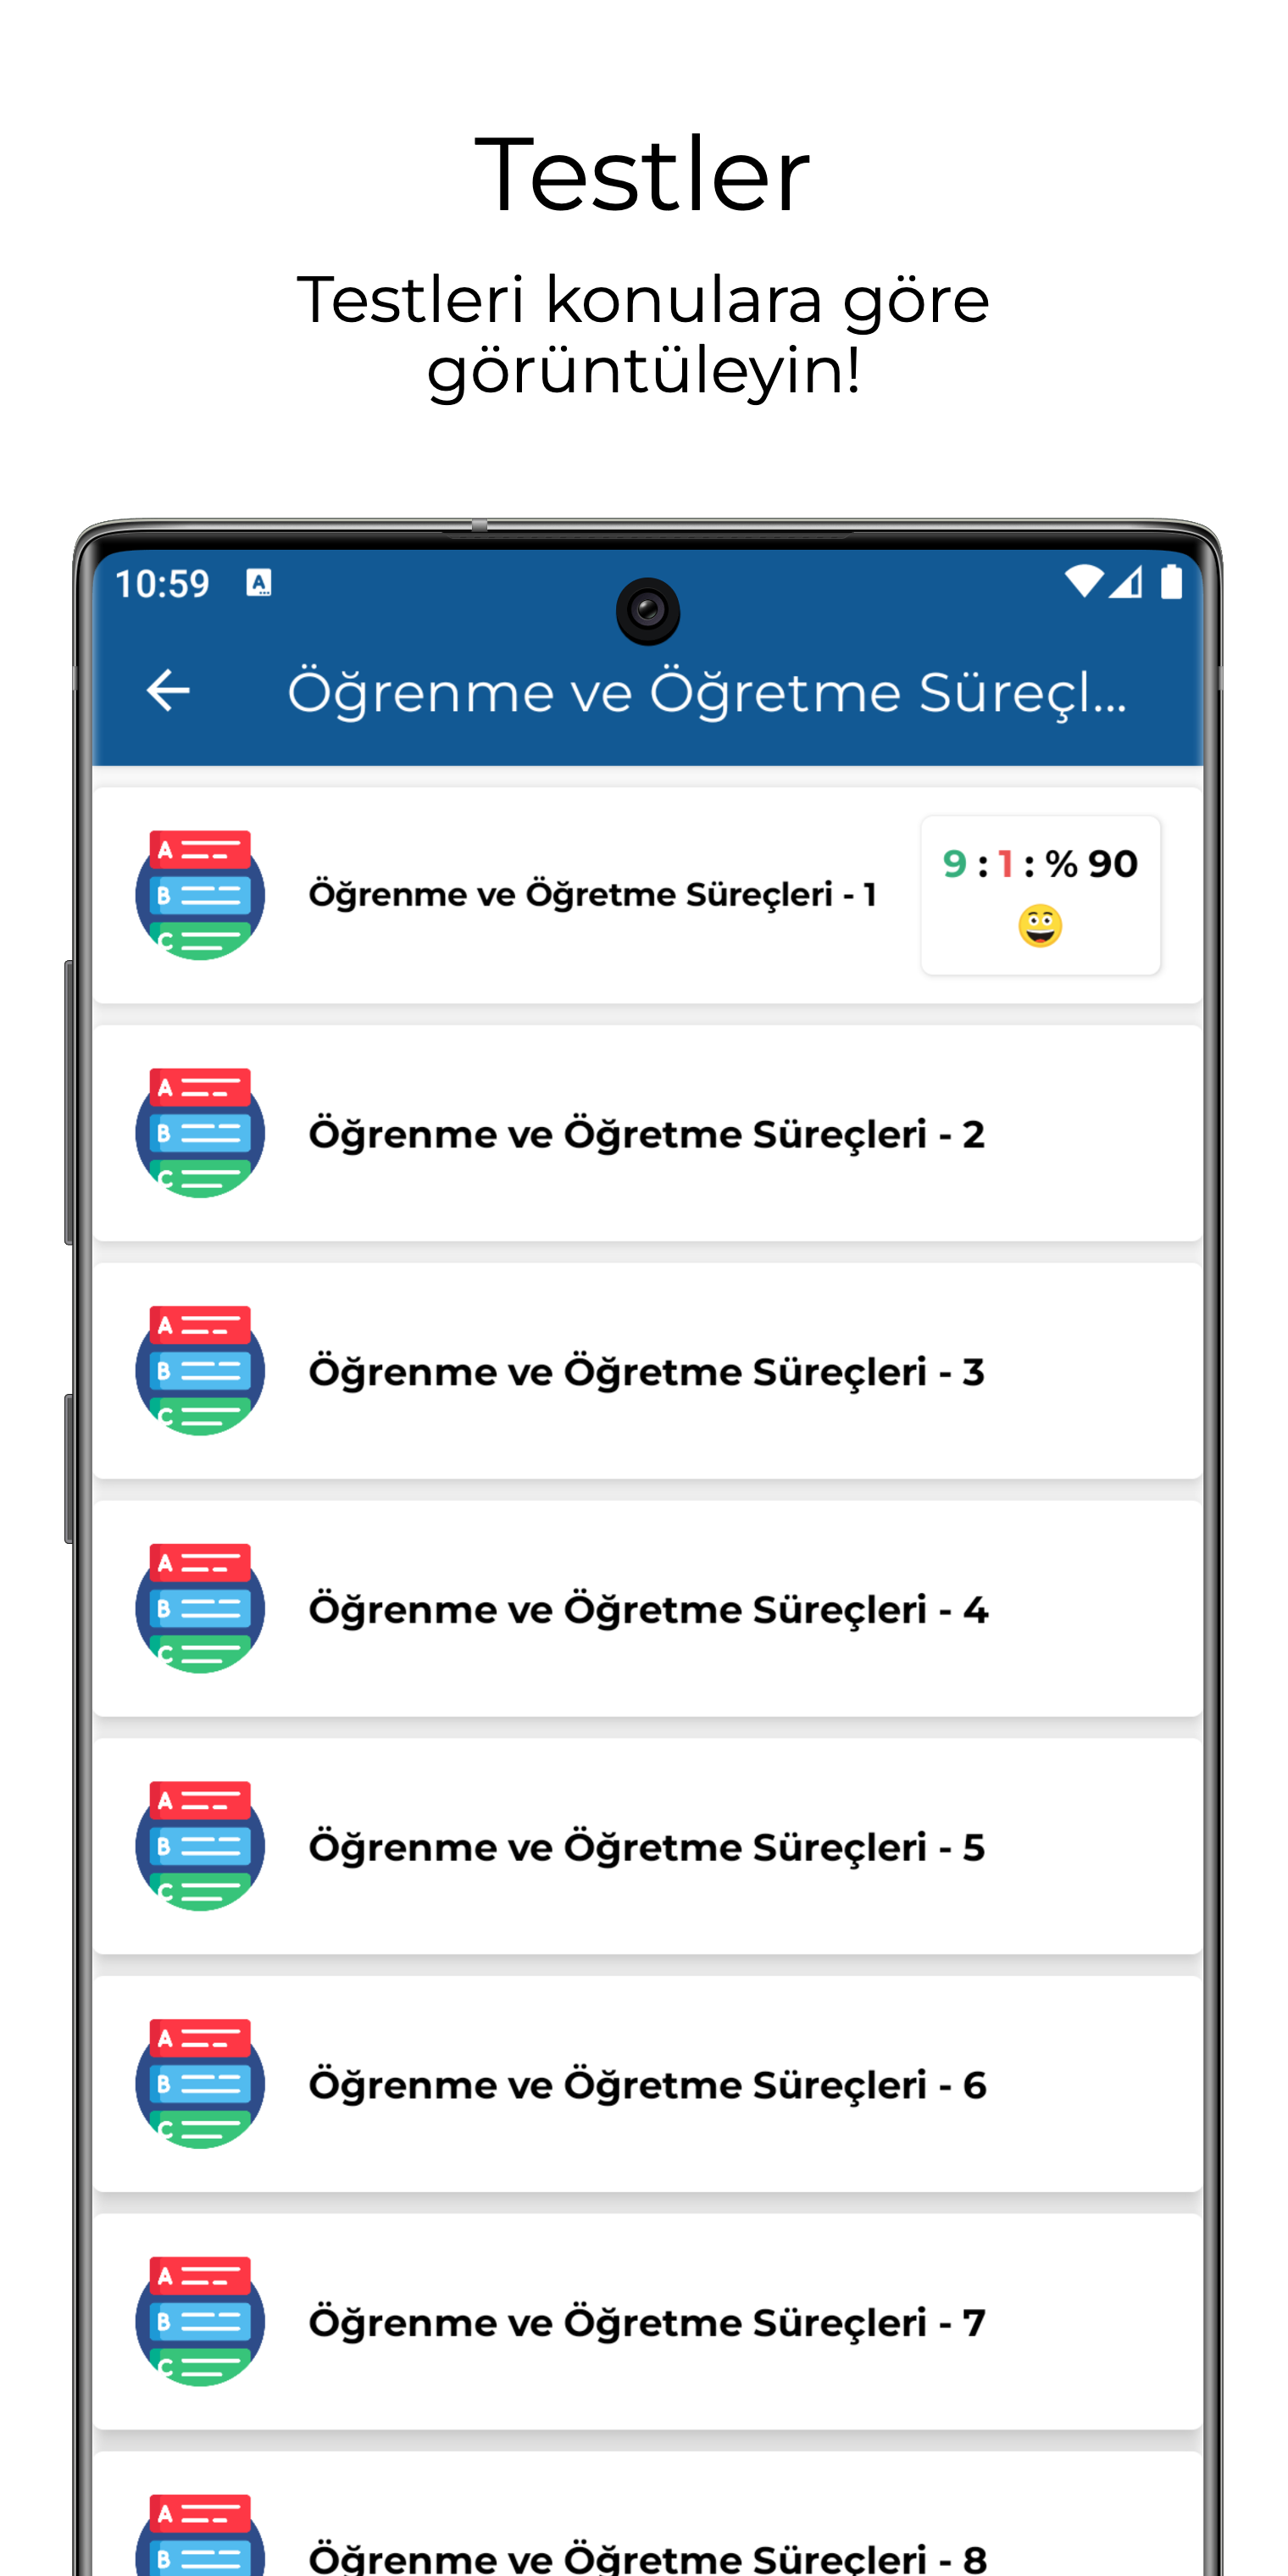 Testler
Testleri konulara göre
görüntüleyin!
10:59 A
Öğrenme ve Öğretme Süreçl...
A
B
C
Öğrenme ve Öğretme Süreçleri - 1
9 : 1 : % 90
A
B
C
Öğrenme ve Öğretme Süreçleri - 2
A
B
C
Öğrenme ve Öğretme Süreçleri - 3
A
B
C
Öğrenme ve Öğretme Süreçleri - 4
A
B
C
Öğrenme ve Öğretme Süreçleri - 5
A
B
C
Öğrenme ve Öğretme Süreçleri - 6
A
B
C
Öğrenme ve Öğretme Süreçleri - 7
A
B
Öğrenme ve Öğretme Süreçleri - 8